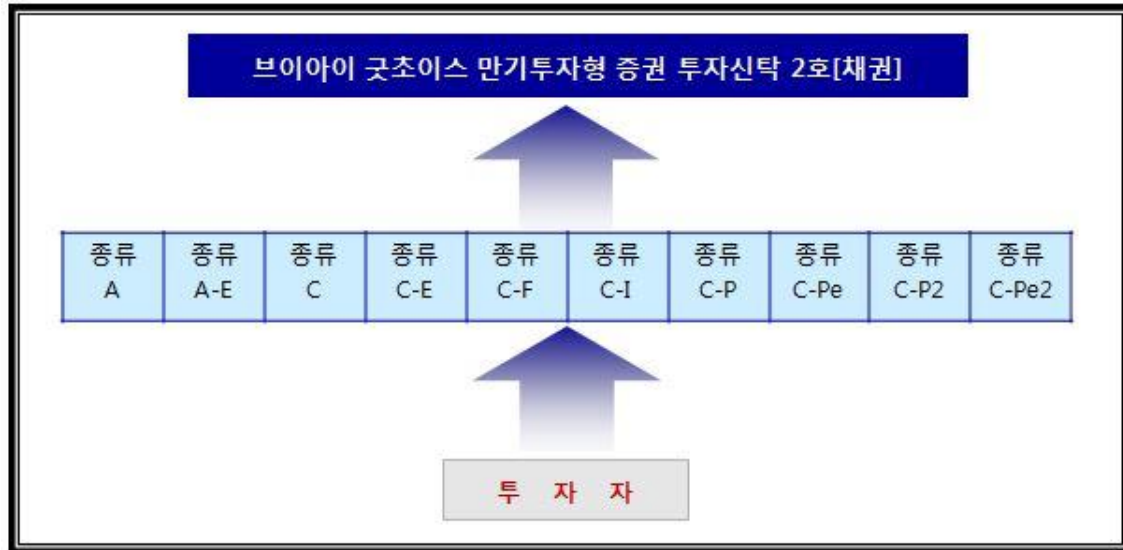 브이아이 굿초이스 만기투자형 증권 투자신탁 2호[채권]
종류 종류 종류 종류 종류 종류 종류 종류 종류 종류
A A-E C C-E C-F C-I C-P C-Pe C-P2 C-Pe2
투 자 자